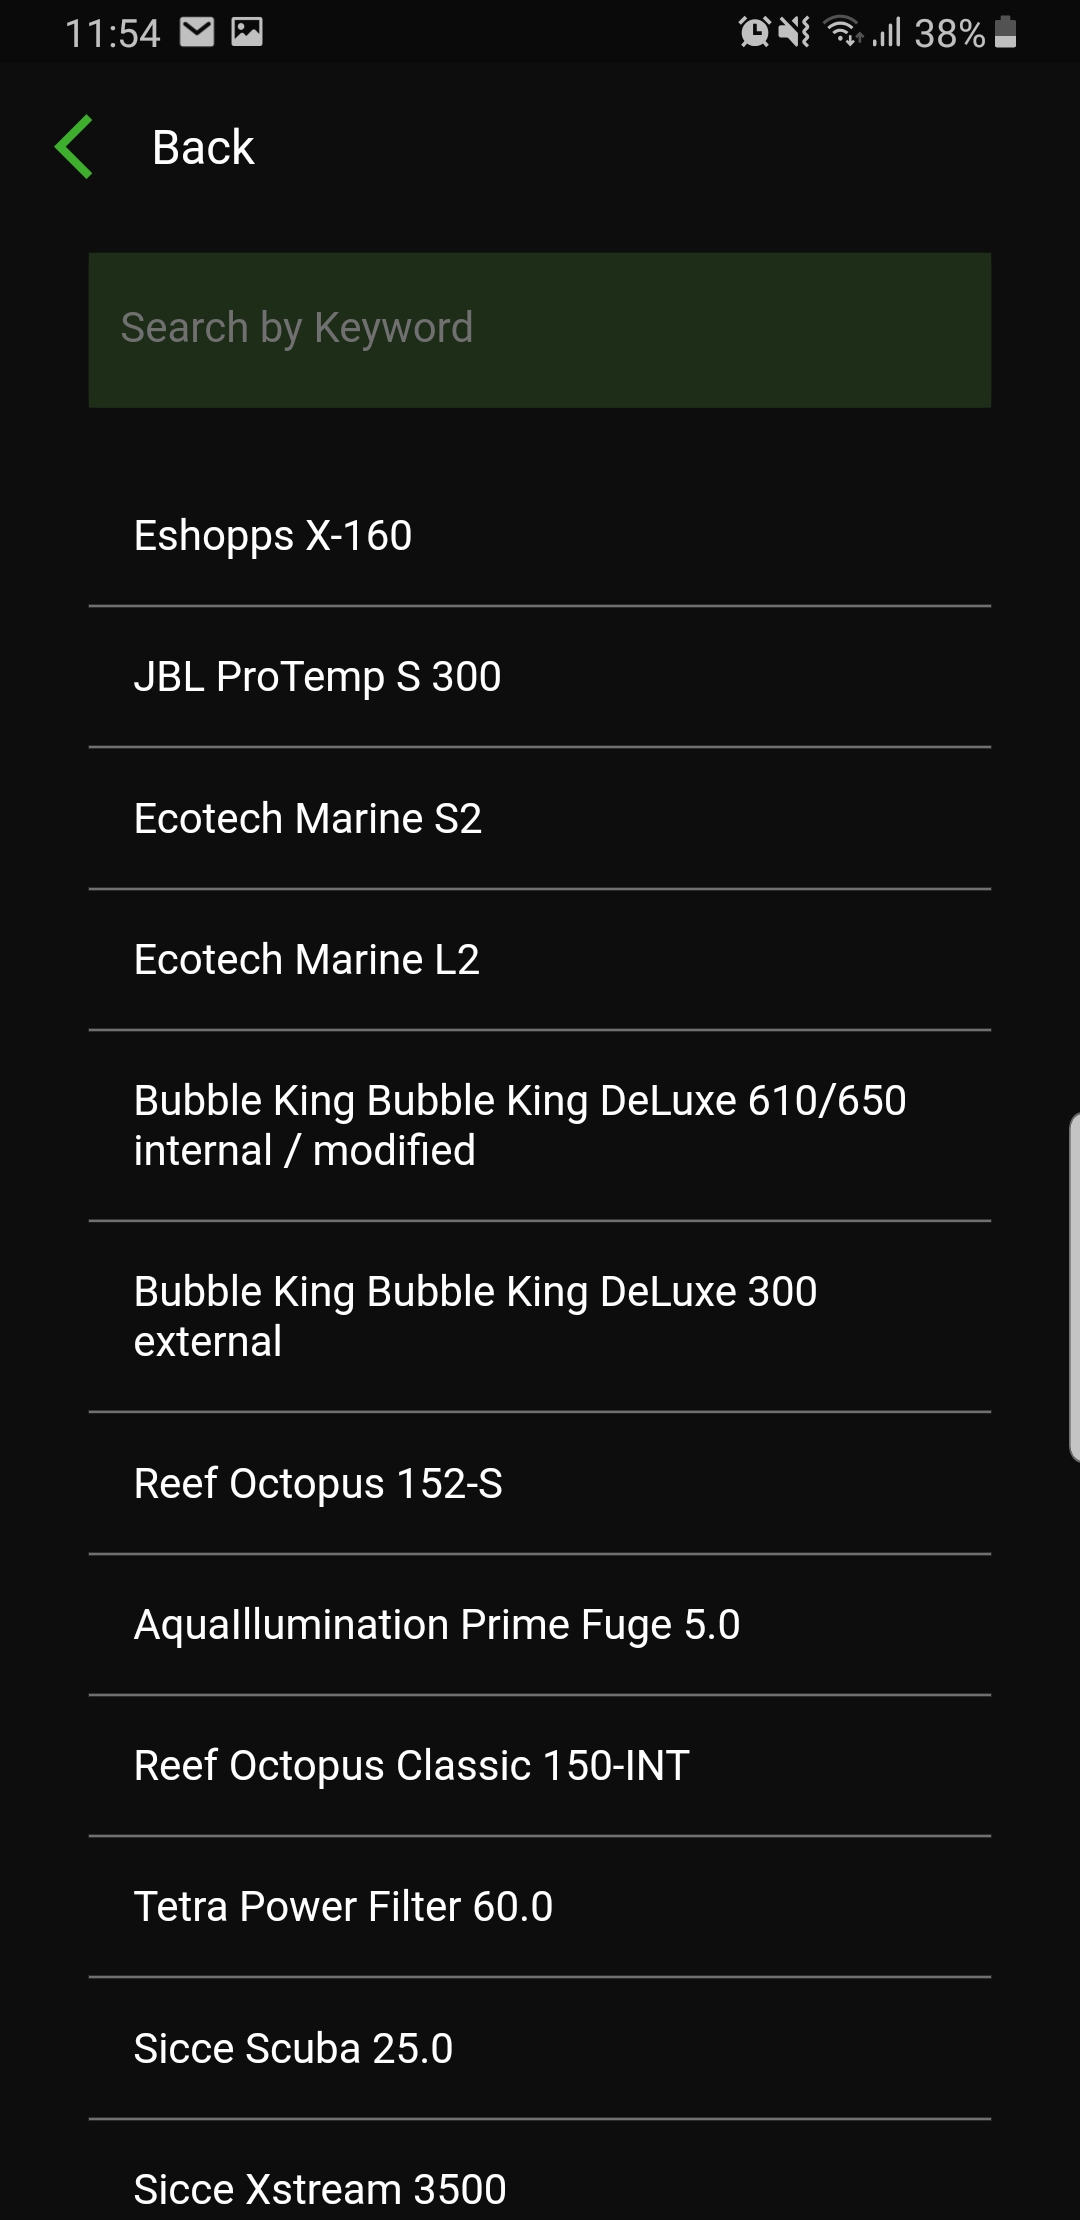 11:54
38%
Back
Search by Keyword
Eshopps X-160
JBL ProTemp S 300
Ecotech Marine S2
Ecotech Marine L2
Bubble King Bubble King DeLuxe 610/650
internal / modified
Bubble King Bubble King DeLuxe 300
external
Reef Octopus 152-S
AquaIllumination Prime Fuge 5.0
Reef Octopus Classic 150-INT
Tetra Power Filter 60.0
Sicce Scuba 25.0
Sicce Xstream 3500